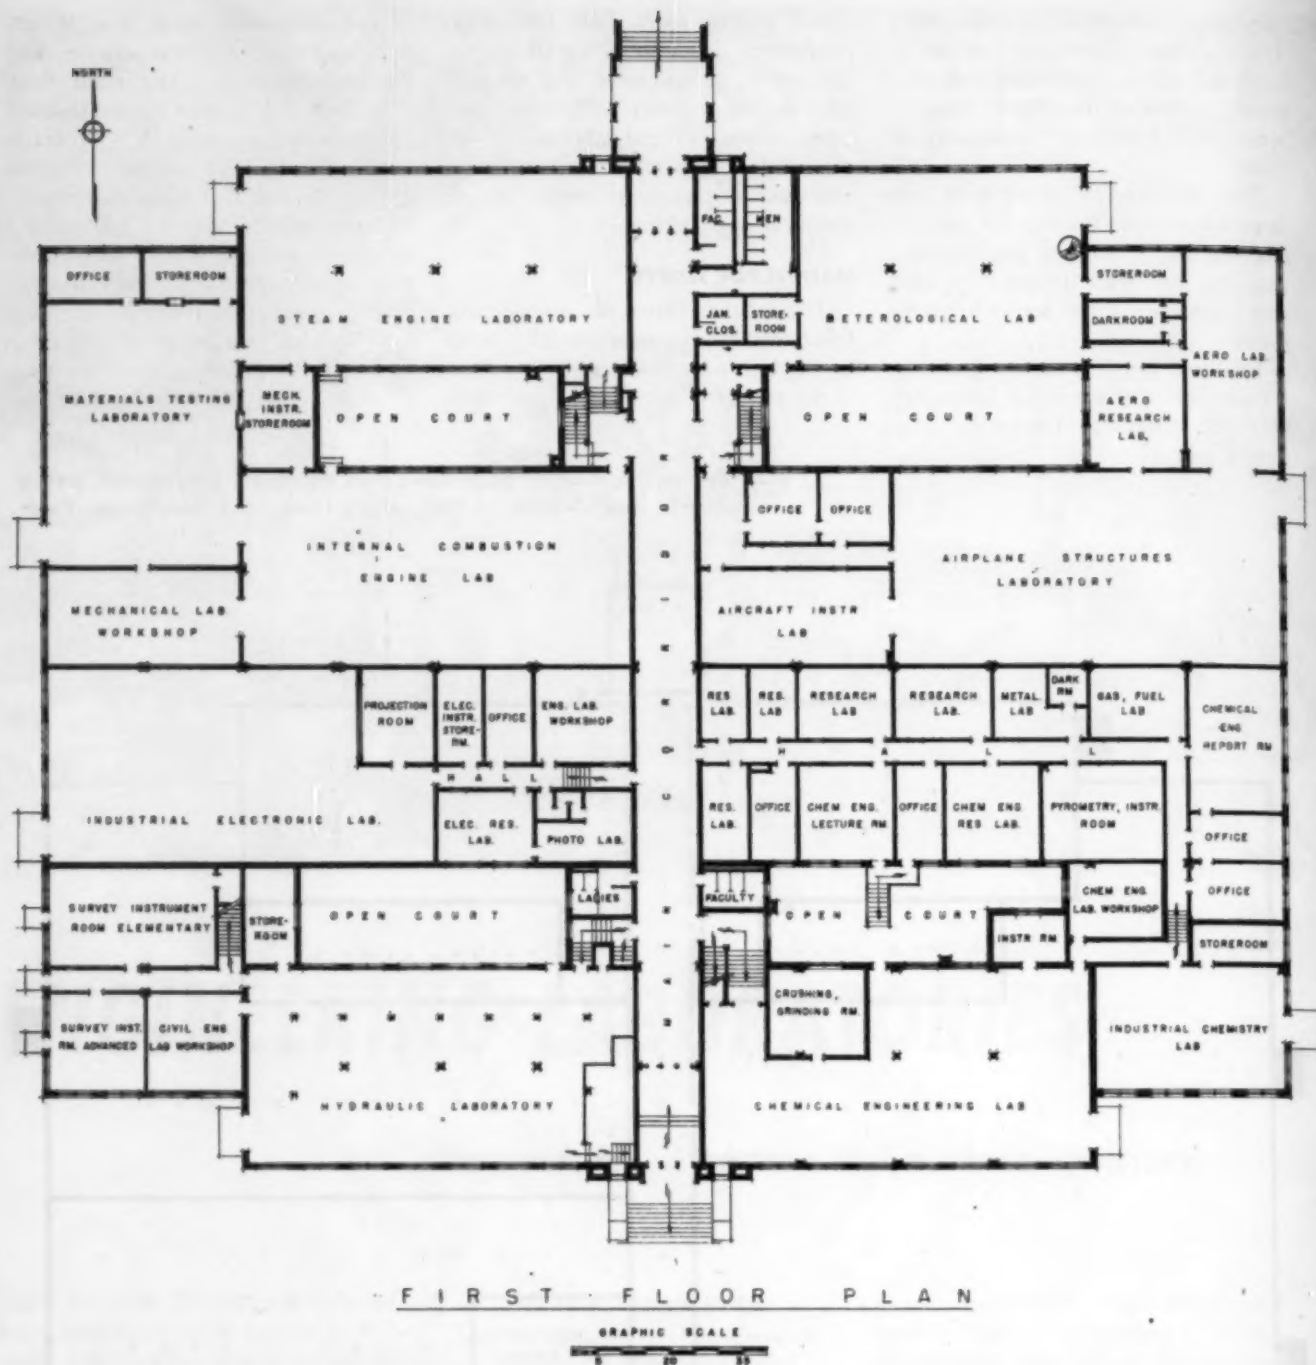 NORTH
FAC.
MEN
OFFICE
STOREROOM
STEAM ENGINE LABORATORY
JAN.
CLOS.
STORE-
ROOM
METEROLOGICAL LAB
STOREROOM
DARKROOM
AERO LAB.
WORKSHOP
MATERIALS TESTING
LABORATORY
MECH.
INSTR.
STOREROOM
OPEN COURT
OPEN COURT
AERO
RESEARCH
LAB.
OFFICE
OFFICE
INTERNAL COMBUSTION
ENGINE LAB
AIRPLANE STRUCTURES
LABORATORY
MECHANICAL LAB
WORKSHOP
AIRCRAFT INSTR
LAB
PROJECTION
ROOM
ELEC.
INSTR.
STORE-
RM.
OFFICE
ENG. LAB.
WORKSHOP
RES
LAB.
RES.
LAB
RESEARCH
LAB
RESEARCH
LAB.
METAL.
LAB
DARK
RM
GAS, FUEL
LAB
CHEMICAL
ENG
REPORT RM
HALL
HALL
CORRIDOR
INDUSTRIAL ELECTRONIC LAB.
ELEC. RES.
LAB.
PHOTO LAB.
RES.
LAB.
OFFICE
CHEM ENG.
LECTURE RM.
OFFICE
CHEM ENG.
RES LAB.
PYROMETRY, INSTR.
ROOM
OFFICE
SURVEY INSTRUMENT
ROOM ELEMENTARY
STORE-
ROOM
OPEN COURT
LADIES
FACULTY
OPEN COURT
INSTR RM.
CHEM ENG.
LAB. WORKSHOP
OFFICE
STOREROOM
SURVEY INST.
RM. ADVANCED
CIVIL ENG
LAB WORKSHOP
CRUSHING,
GRINDING RM.
INDUSTRIAL CHEMISTRY
LAB
HYDRAULIC LABORATORY
CHEMICAL ENGINEERING LAB
FIRST FLOOR PLAN
GRAPHIC SCALE
5 20 35